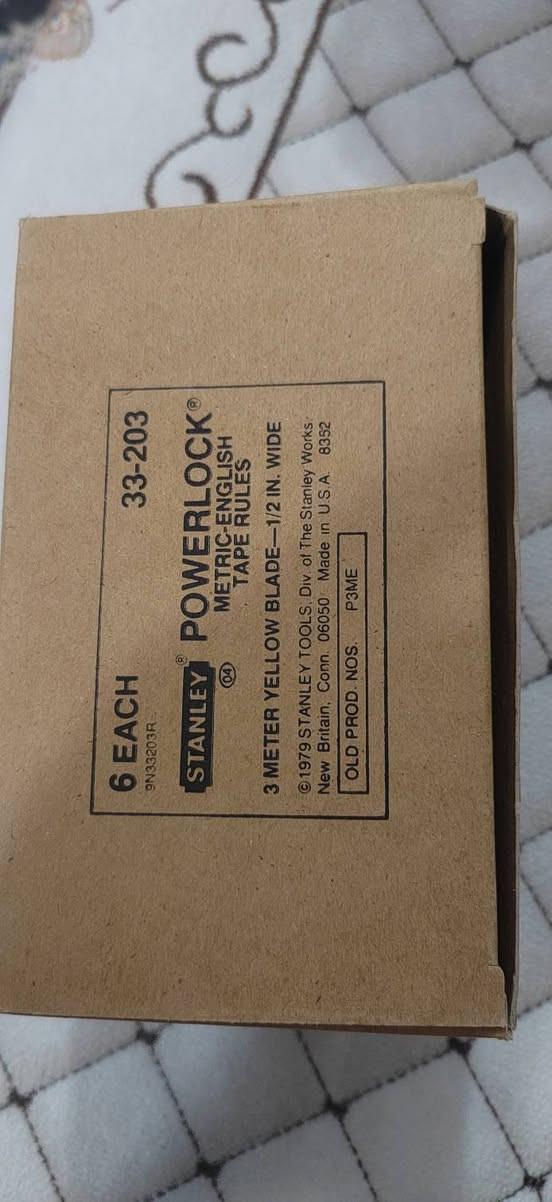 6 EACH 33-203
9N33203R
STANLEY® POWERLOCK®
04 METRIC-ENGLISH
TAPE RULES
3 METER YELLOW BLADE—1/2 IN. WIDE
©1979 STANLEY TOOLS, Div. of The Stanley Works
New Britain, Conn. 06050 Made in U.S.A. 8352
OLD PROD. NOS. P3ME